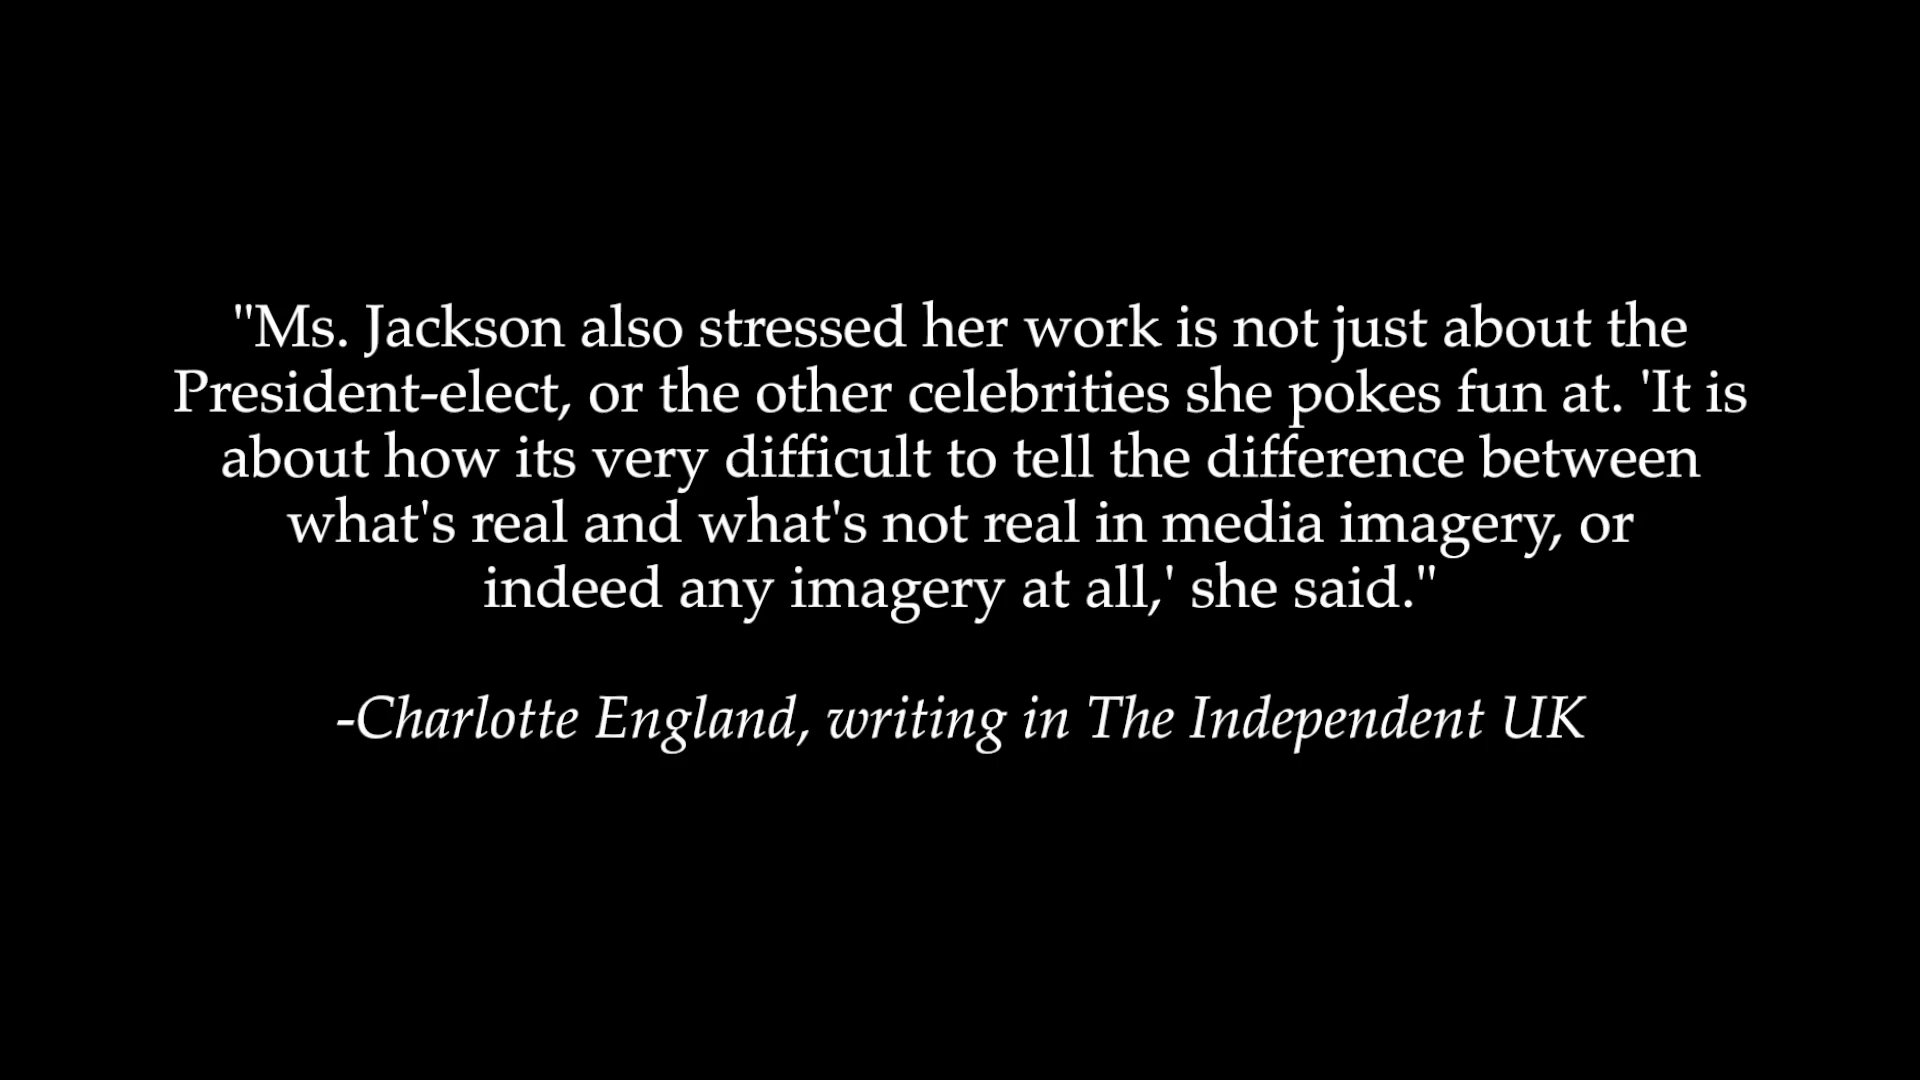 "Ms. Jackson also stressed her work is not just about the
President-elect, or the other celebrities she pokes fun at. 'It is
about how its very difficult to tell the difference between
what's real and what's not real in media imagery, or
indeed any imagery at all,' she said."
-Charlotte England, writing in The Independent UK